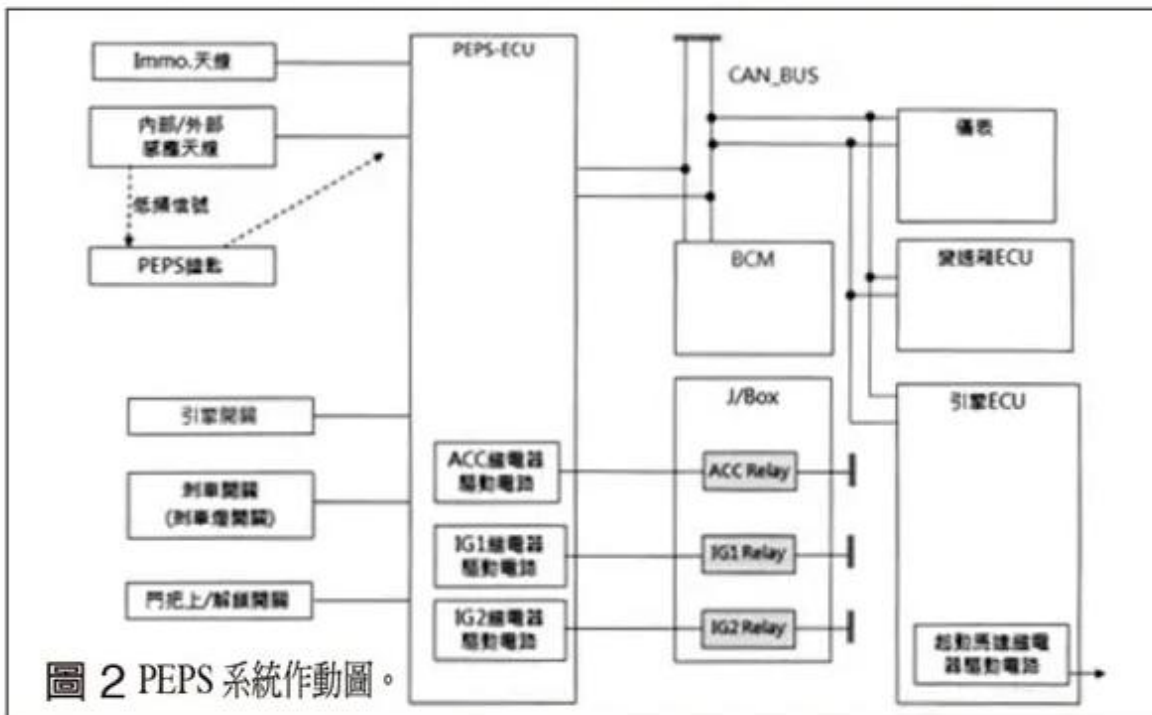 Immo.天線
內部/外部
感應天線
低頻信號
PEPS鑰匙
引擎開關
剎車開關
(剎車燈開關)
門把上/解鎖開關
PEPS-ECU
ACC繼電器
驅動電路
IG1繼電器
驅動電路
IG2繼電器
驅動電路
CAN_BUS
BCM
J/Box
ACC Relay
IG1 Relay
IG2 Relay
儀表
變速箱ECU
引擎ECU
起動馬達繼電
器驅動電路
圖 2 PEPS 系統作動圖。